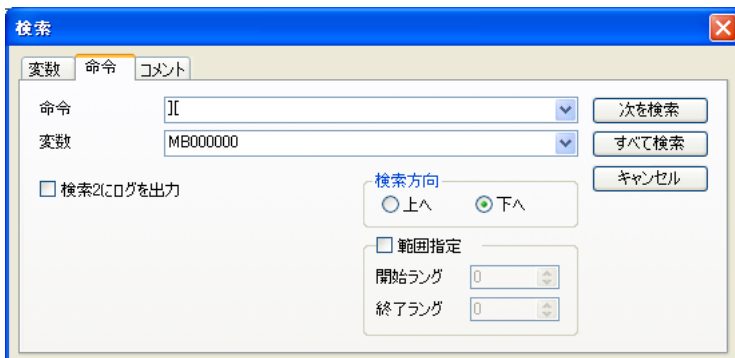 検索
変数 命令 コメント
命令 ][ 次を検索
変数 MB000000 すべて検索
キャンセル
検索2にログを出力
検索方向
上へ 下へ
範囲指定
開始ラング 0
終了ラング 0